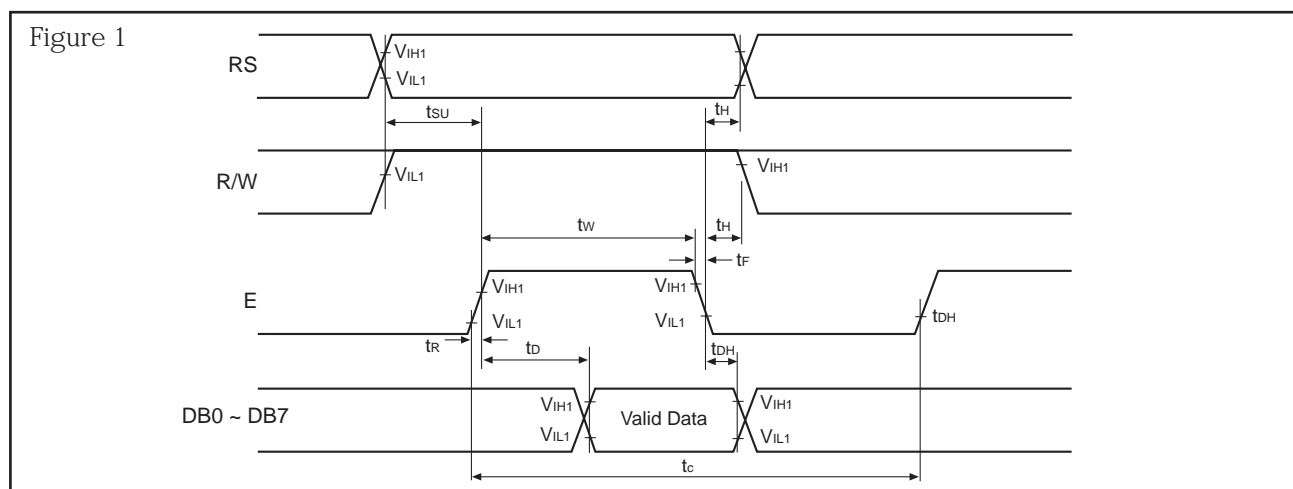 Figure 1
RS
VIH1
VIL1
tSU
tH
R/W
VIL1
VIH1
tW
tH
tF
E
VIH1
VIH1
VIL1
VIL1
tDH
tR
tD
tDH
DB0 ~ DB7
VIH1
Valid Data
VIH1
VIL1
VIL1
tc